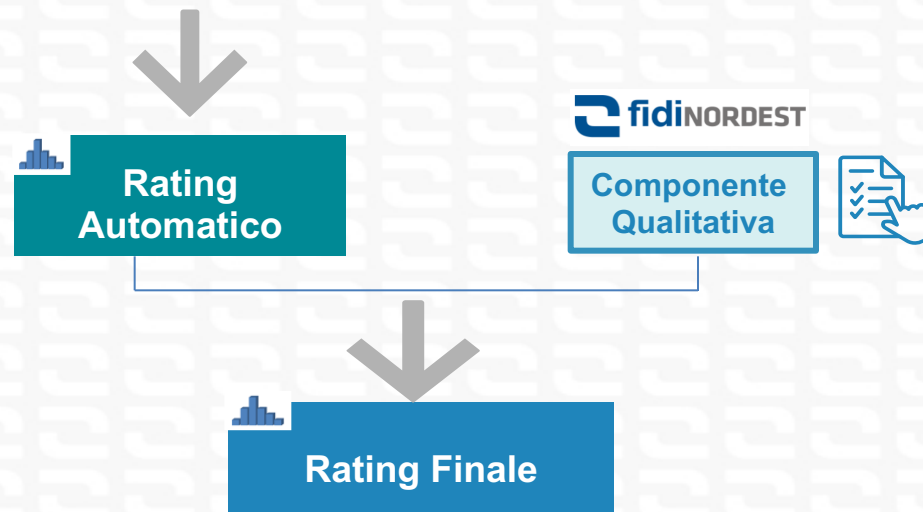 fidiNORDEST
Rating
Automatico
Componente
Qualitativa
Rating Finale